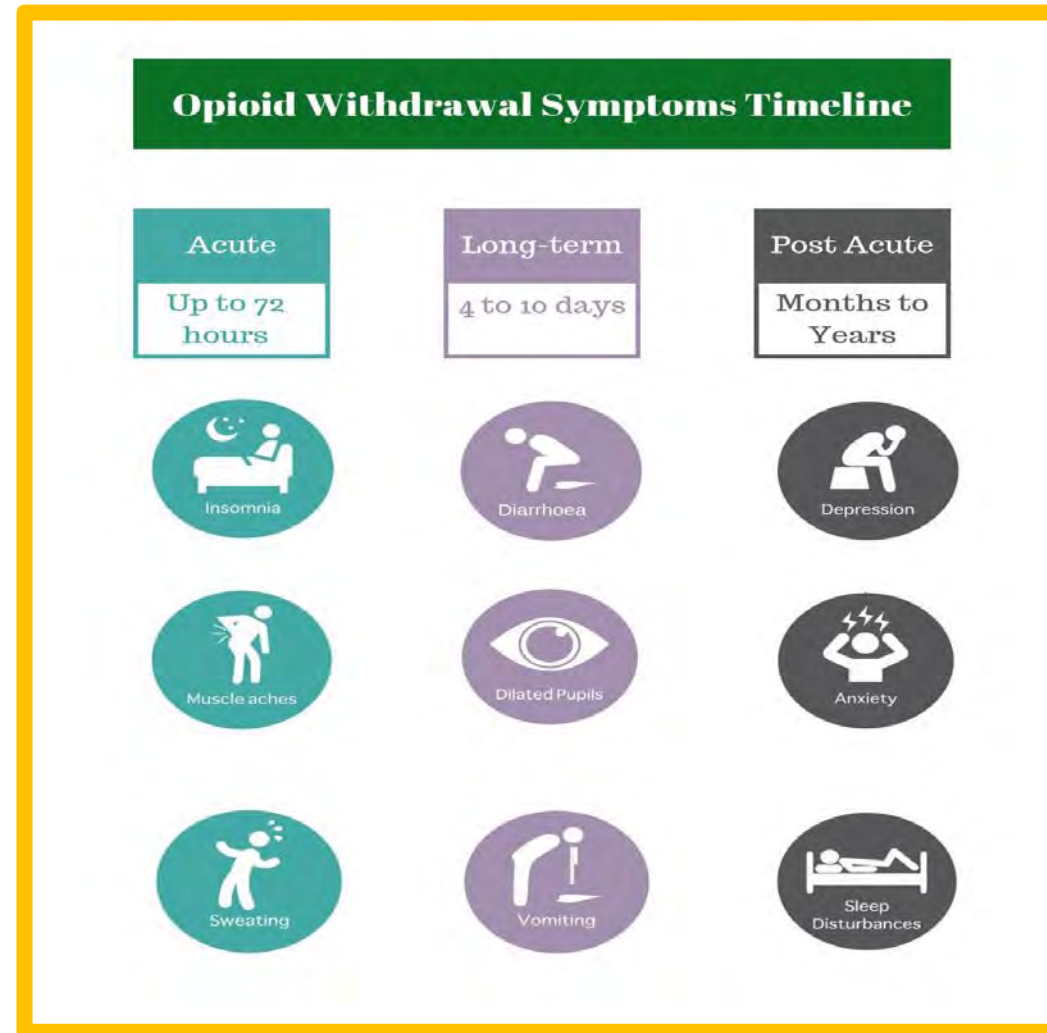 Opioid Withdrawal Symptoms Timeline
Acute
Up to 72
hours
Long-term
4 to 10 days
Post Acute
Months to
Years
Insomnia
Diarrhoea
Depression
Muscle aches
Dilated Pupils
Anxiety
Sweating
Vomiting
Sleep
Disturbances